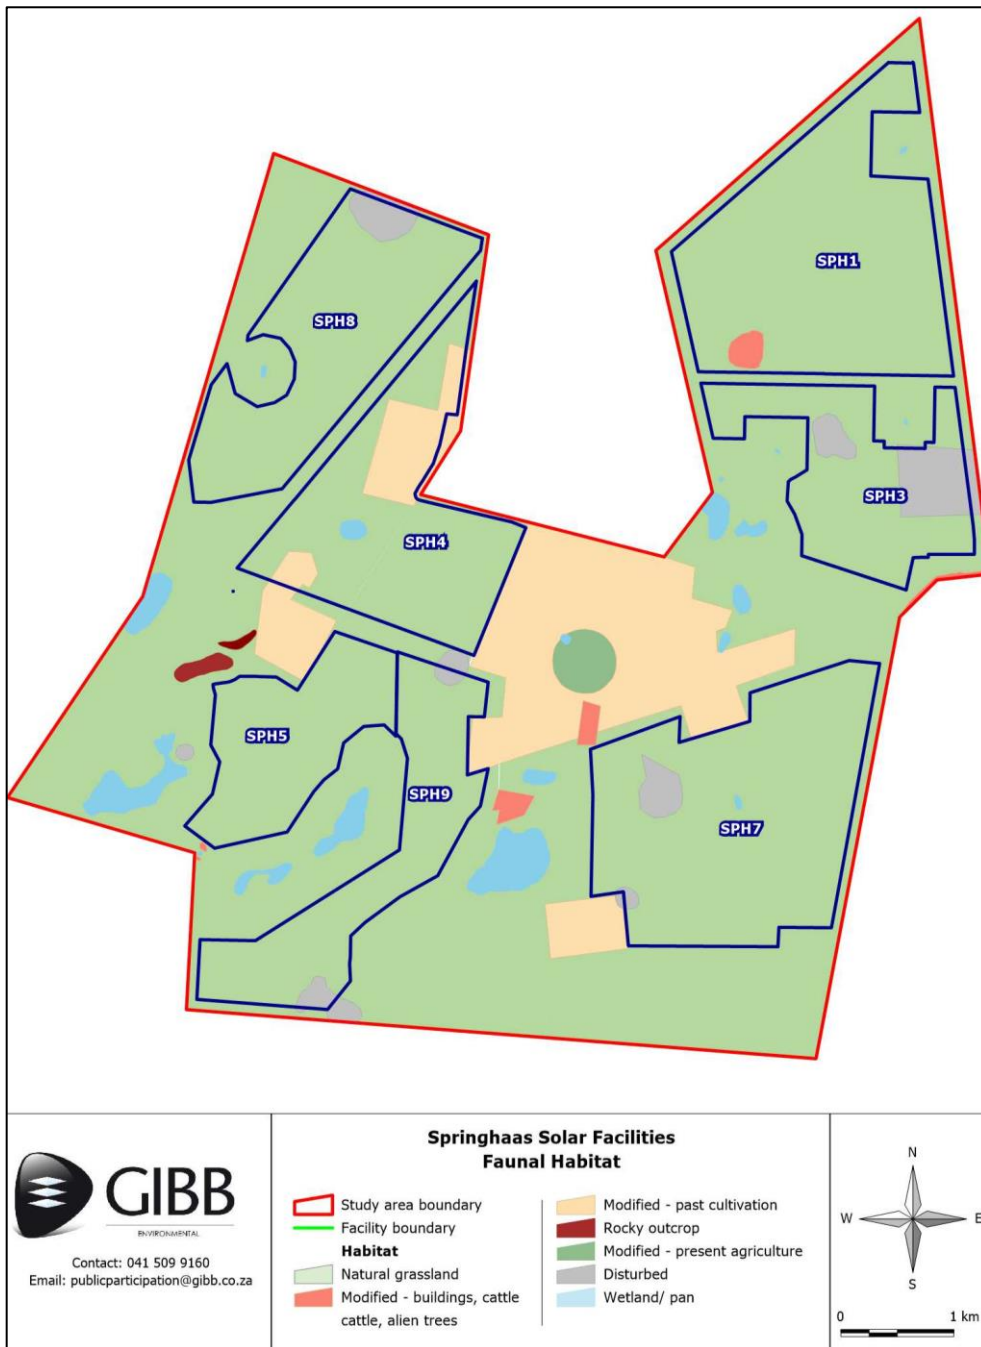 SPH1
SPH8
SPH3
SPH4
SPH5
SPH9
SPH7
GIBB
ENVIRONMENTAL
Contact: 041 509 9160
Email: publicparticipation@gibb.co.za
Springhaas Solar Facilities
Faunal Habitat
Study area boundary
Facility boundary
Habitat
Natural grassland
Modified - buildings, cattle
cattle, alien trees
Modified - past cultivation
Rocky outcrop
Modified - present agriculture
Disturbed
Wetland/ pan
N
W E
S
0 1 km